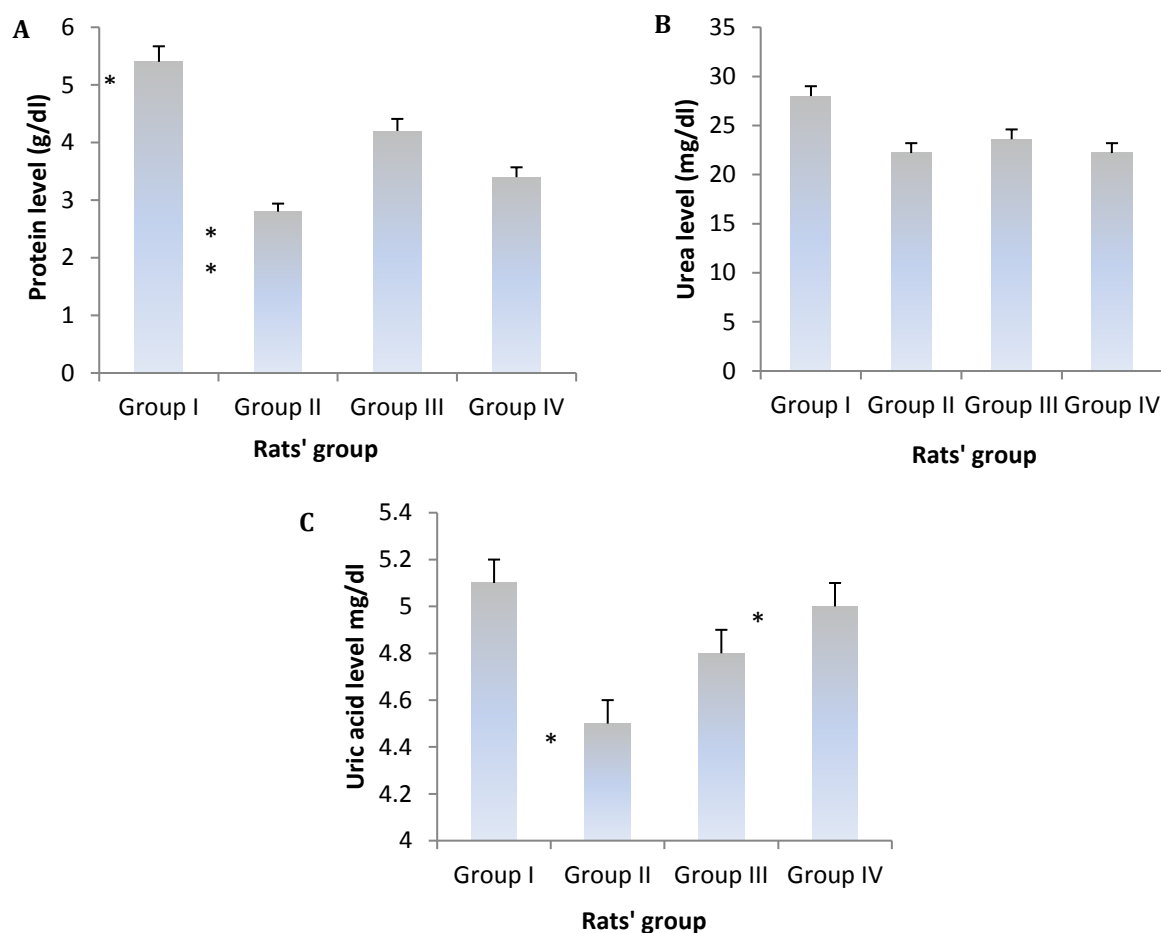 A
Protein level (g/dl)
6
5
4
3
2
1
0
*
*
*
Group I Group II Group III Group IV
Rats' group
B
Urea level (mg/dl)
35
30
25
20
15
10
5
0
Group I Group II Group III Group IV
Rats' group
C
Uric acid level mg/dl
5.4
5.2
5
4.8
4.6
4.4
4.2
4
*
*
Group I Group II Group III Group IV
Rats' group